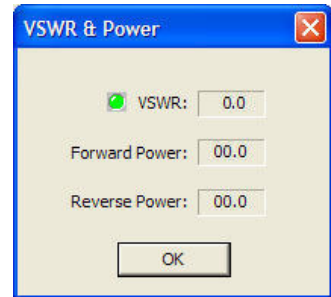 VSWR & Power
VSWR: 0.0
Forward Power: 00.0
Reverse Power: 00.0
OK